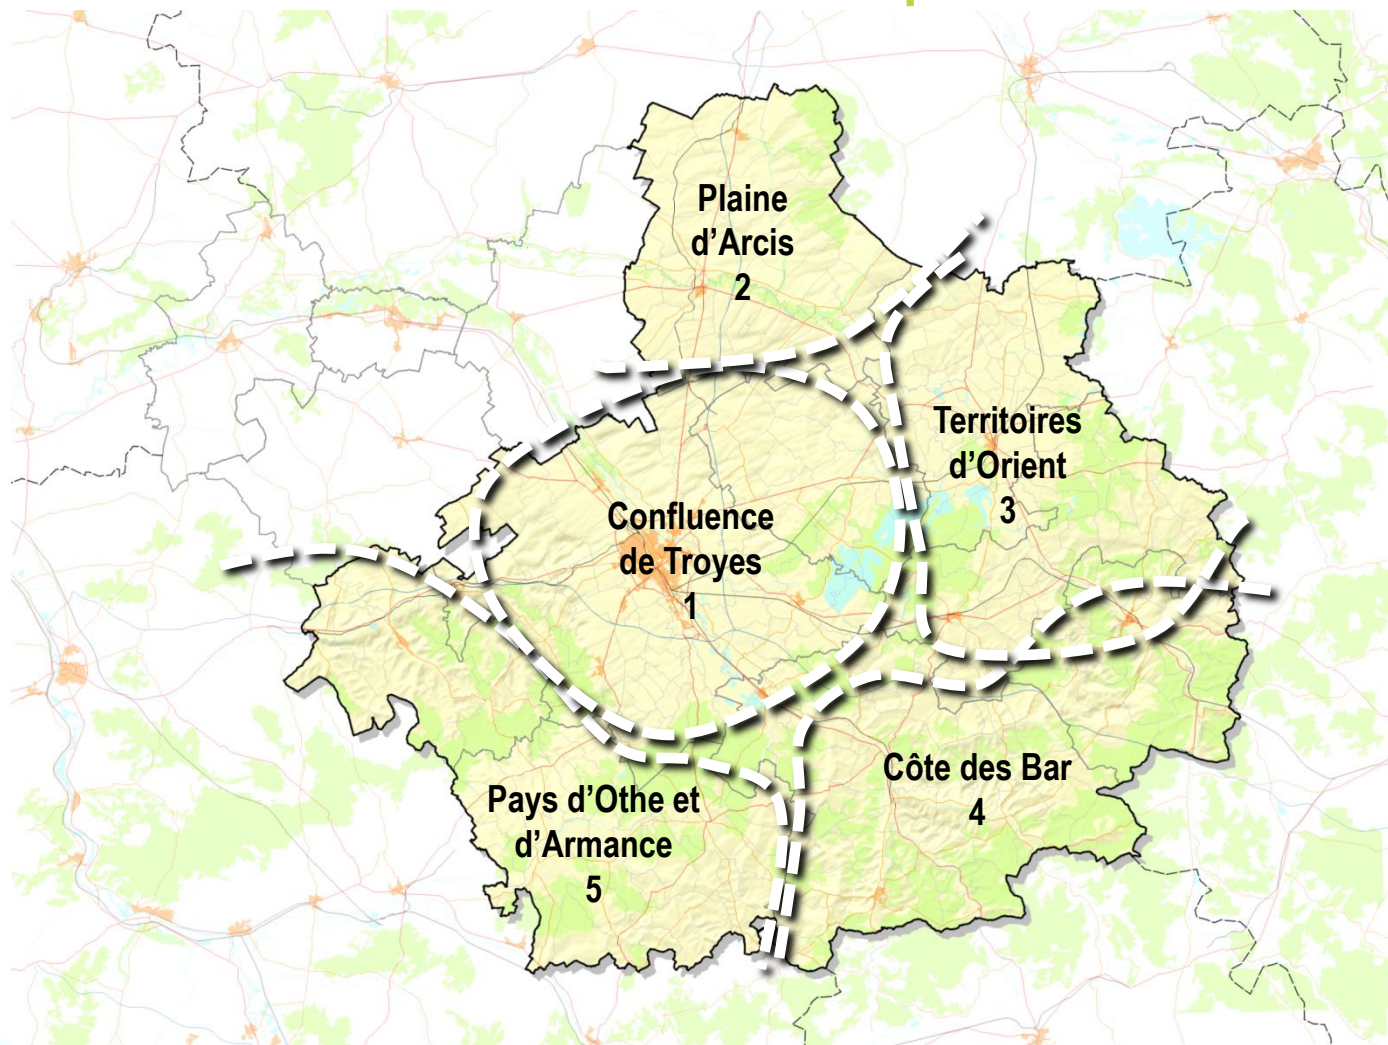 Plaine
d’Arcis
2
Territoires
d’Orient
3
Confluence
de Troyes
1
Côte des Bar
4
Pays d’Othe et
d’Armance
5